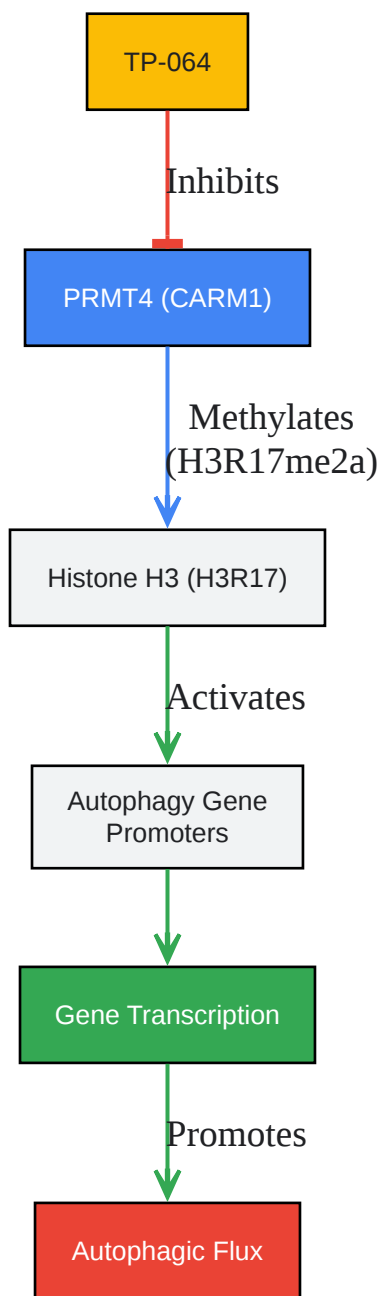 TP-064
Inhibits
PRMT4 (CARM1)
Methylates
(H3R17me2a)
Histone H3 (H3R17)
Activates
Autophagy Gene
Promoters
Gene Transcription
Promotes
Autophagic Flux